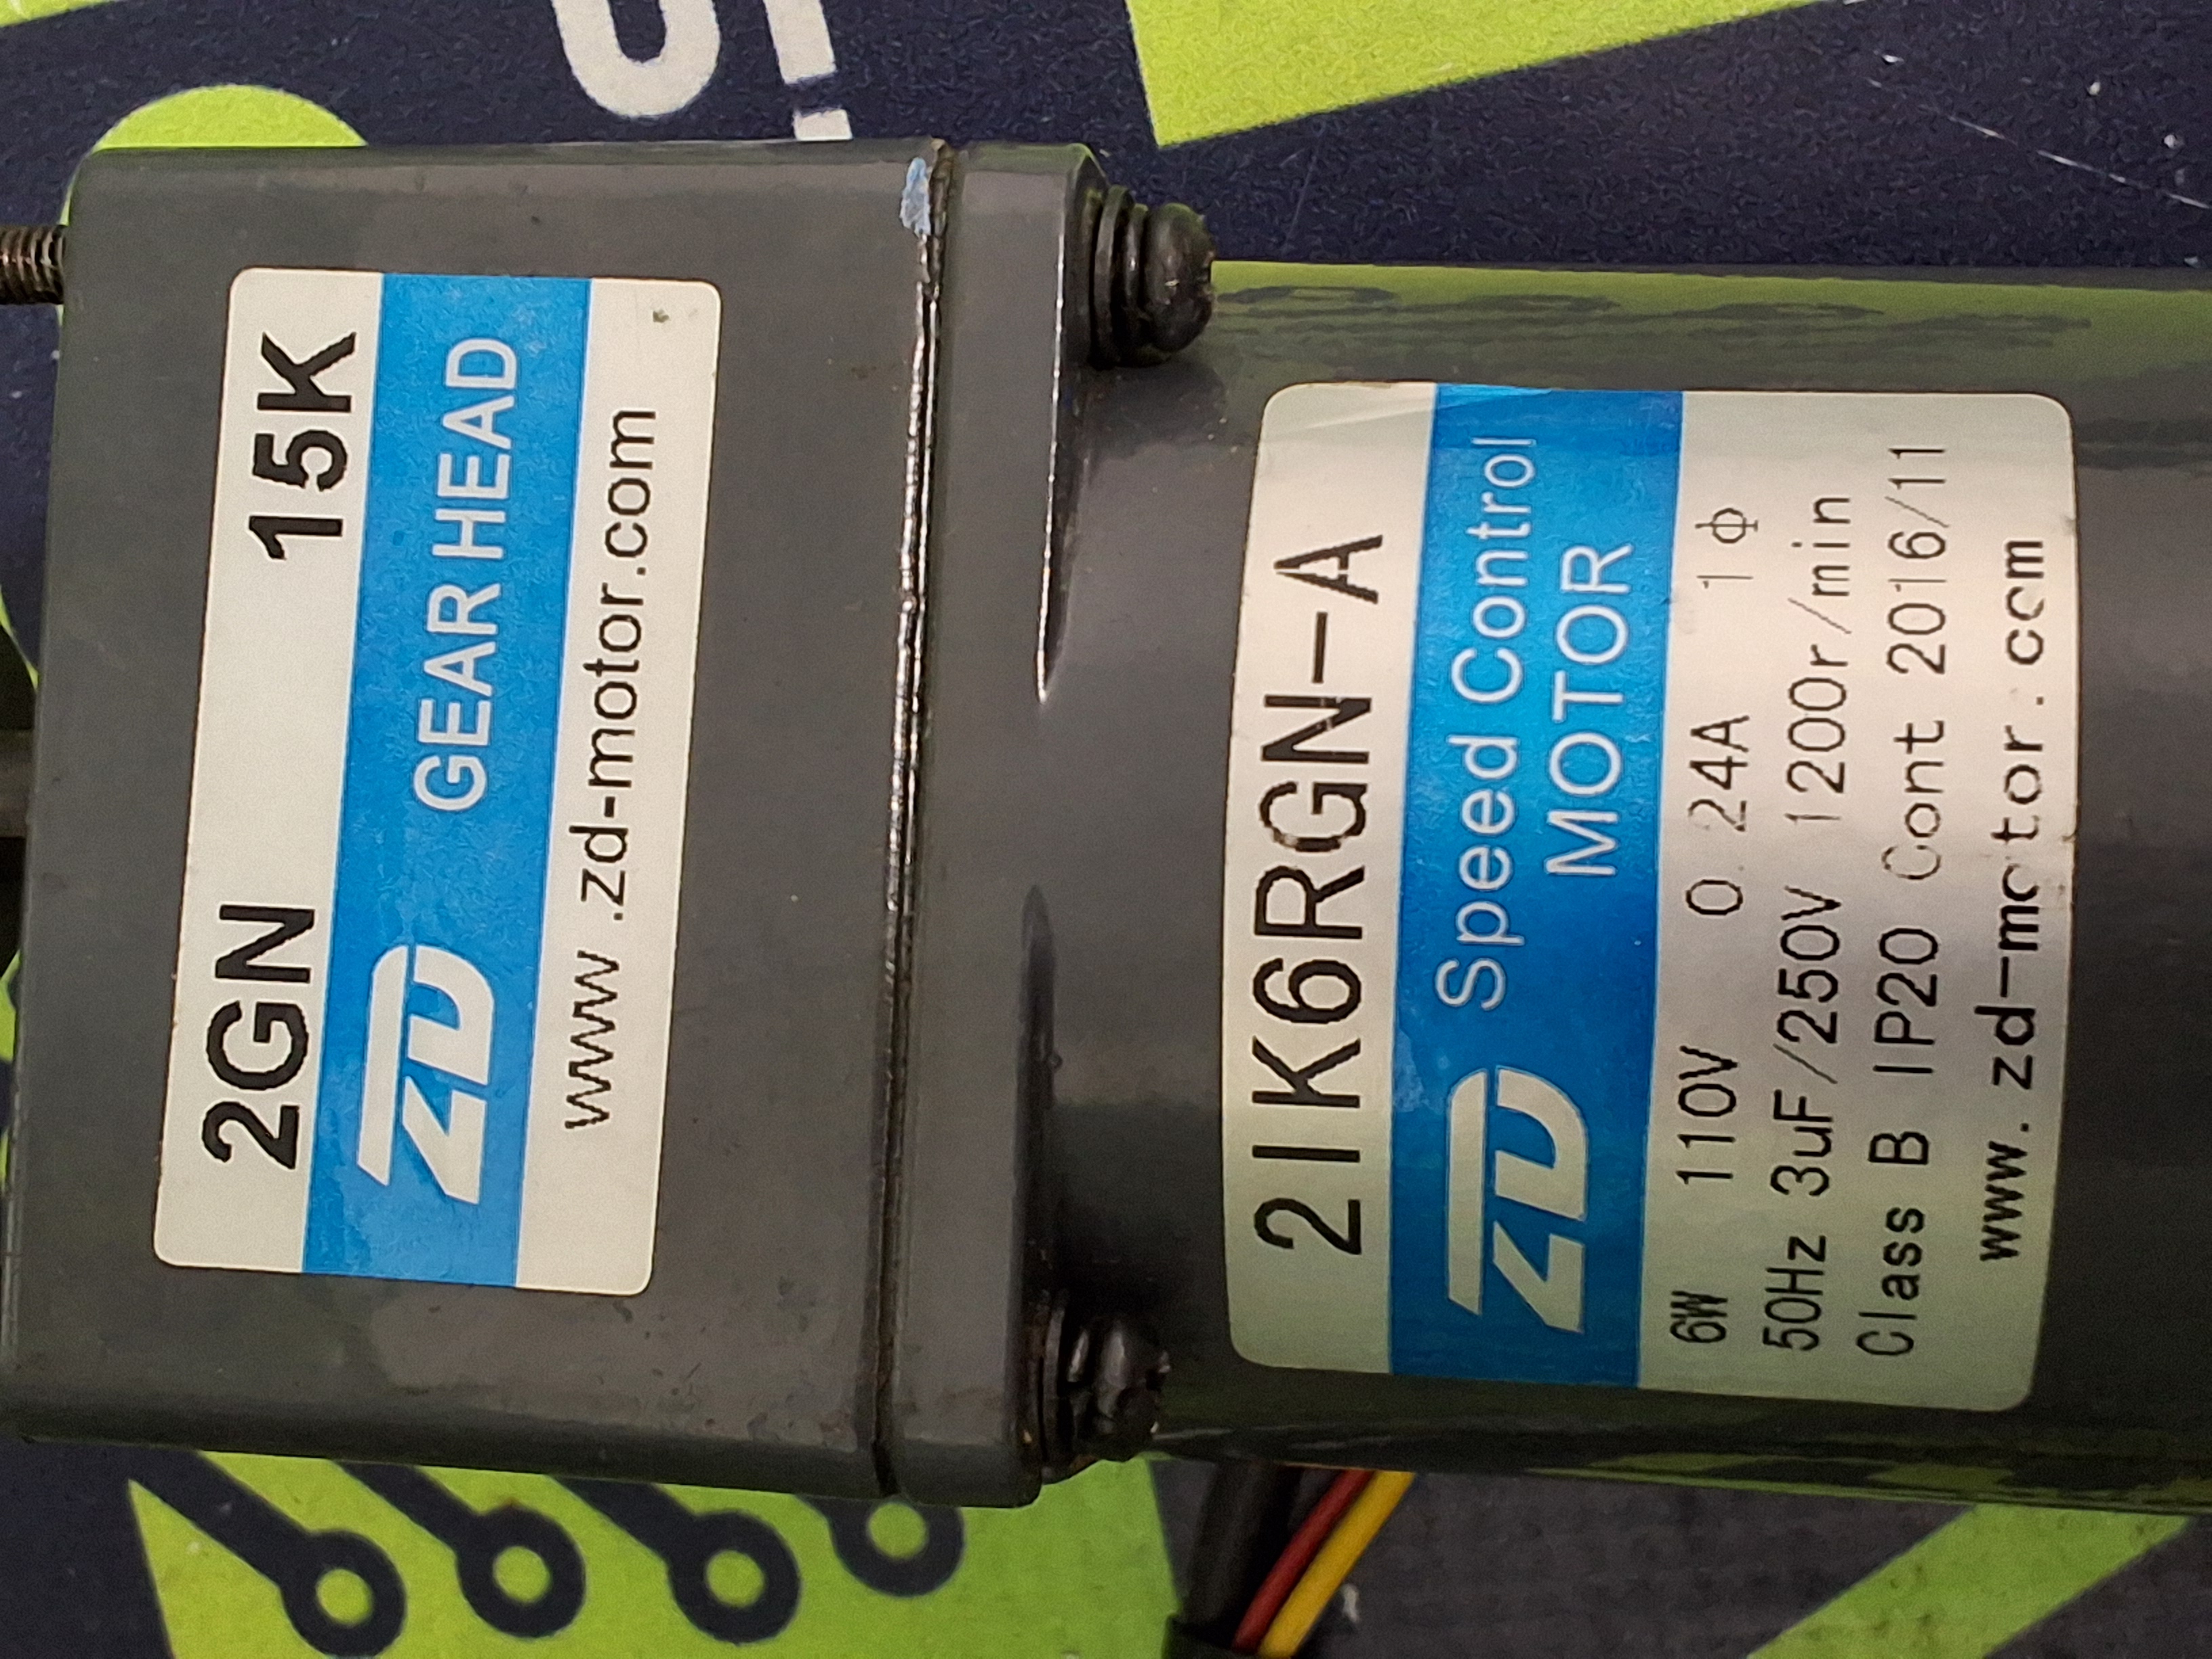 2GN 15K
ZD GEAR HEAD
www.zd-motor.com
2IK6RGN-A
ZD Speed Control
MOTOR
6W 110V 0.24A 1Φ
50Hz 3uF/250V 1200r/min
Class B IP20 Cont 2016/11
www.zd-motor.com